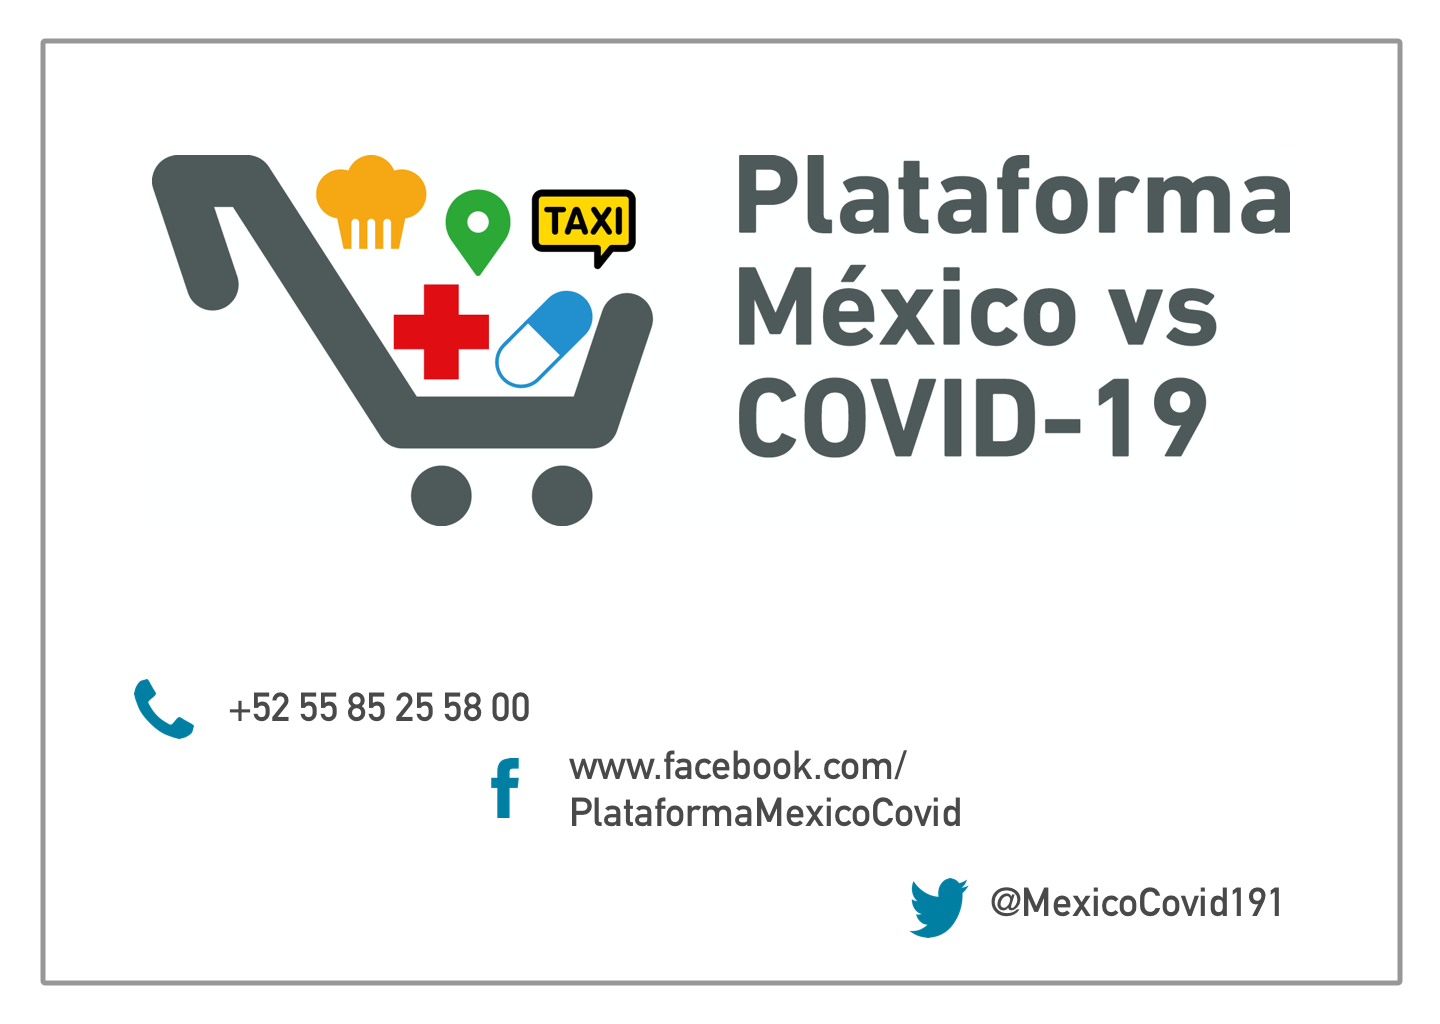 TAXI
Plataforma
México vs
COVID-19
+52 55 85 25 58 00
www.facebook.com/
PlataformaMexicoCovid
@MexicoCovid191